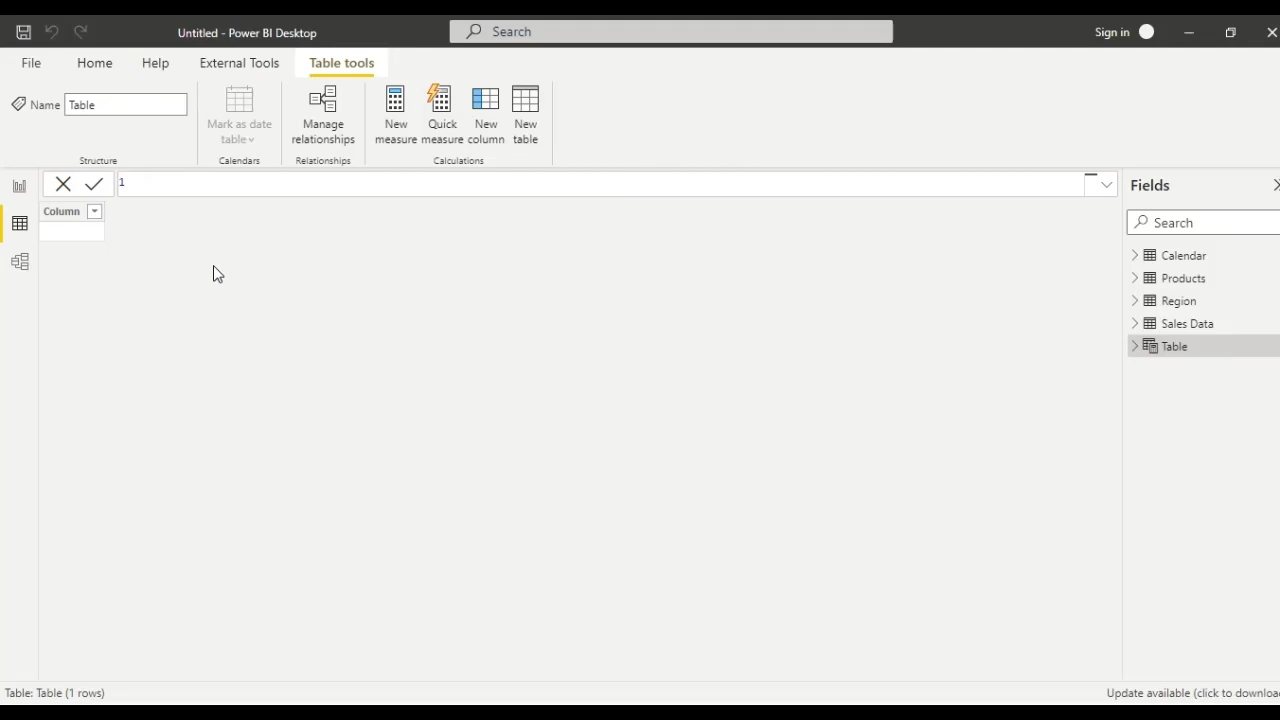 Untitled - Power BI Desktop
Search
Sign in
File Home Help External Tools Table tools
Name Table
Mark as date table
Manage relationships
New measure
Quick measure
New column
New table
Structure Calendars Relationships Calculations
1
Column
Fields
Search
Calendar
Products
Region
Sales Data
Table
Table: Table (1 rows)
Update available (click to downloa